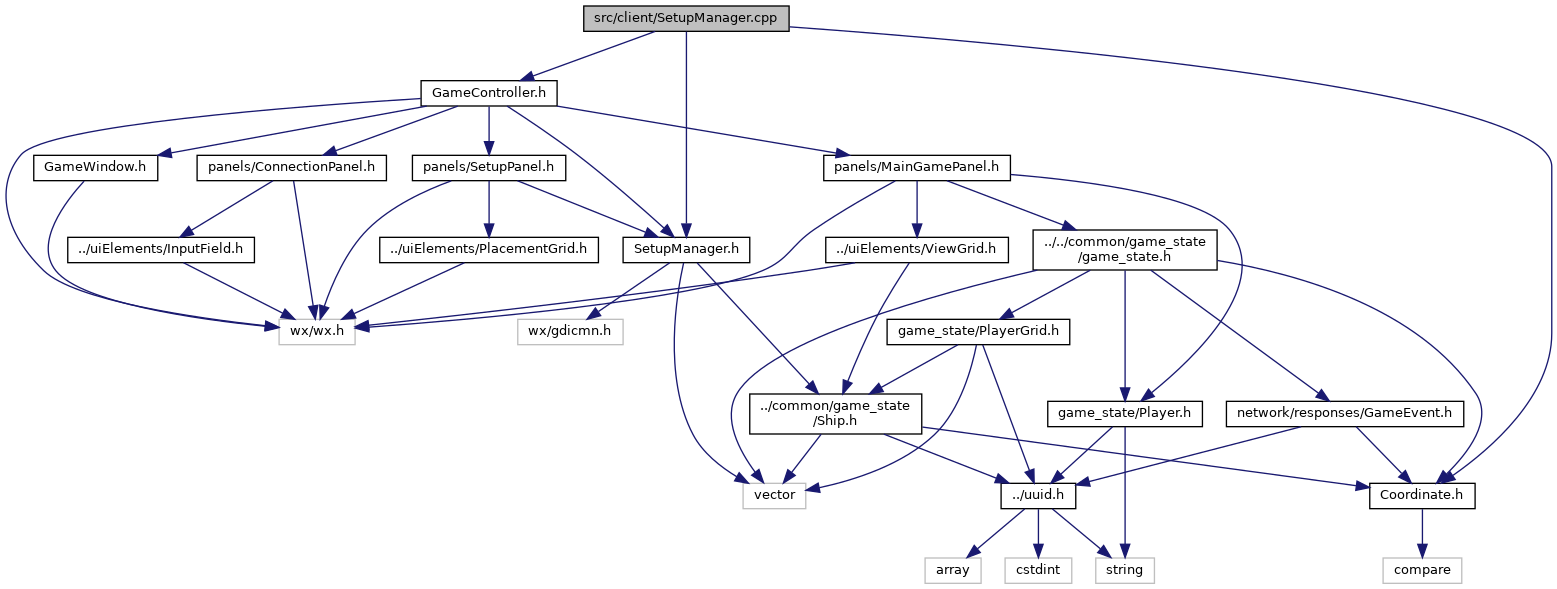 src/client/SetupManager.cpp
GameController.h
GameWindow.h
panels/ConnectionPanel.h
panels/SetupPanel.h
panels/MainGamePanel.h
../uiElements/InputField.h
../uiElements/PlacementGrid.h
SetupManager.h
../uiElements/ViewGrid.h
../../common/game_state
/game_state.h
wx/wx.h
wx/gdicmn.h
game_state/PlayerGrid.h
../common/game_state
/Ship.h
game_state/Player.h
network/responses/GameEvent.h
vector
../uuid.h
Coordinate.h
array
cstdint
string
compare